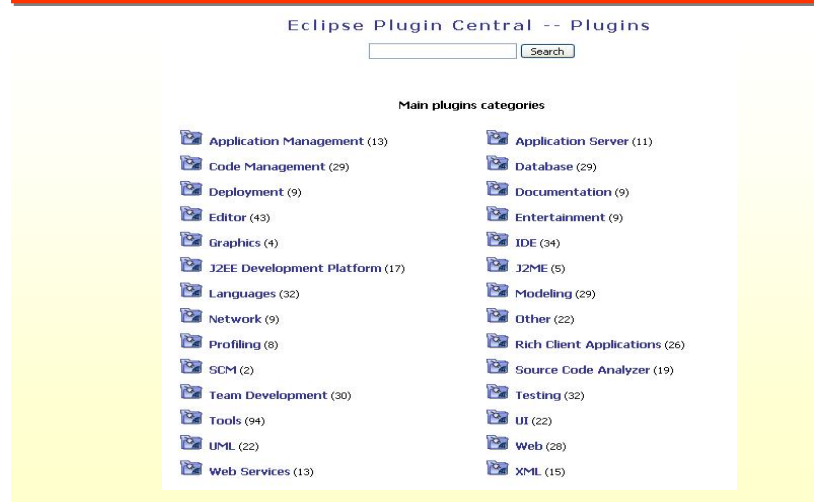 Eclipse Plugin Central -- Plugins
Search
Main plugins categories
Application Management (13) Application Server (11)
Code Management (29) Database (29)
Deployment (9) Documentation (9)
Editor (43) Entertainment (9)
Graphics (4) IDE (34)
J2EE Development Platform (17) J2ME (5)
Languages (32) Modeling (29)
Network (9) Other (22)
Profiling (8) Rich Client Applications (26)
SCM (2) Source Code Analyzer (19)
Team Development (30) Testing (32)
Tools (94) UI (22)
UML (22) Web (28)
Web Services (13) XML (15)